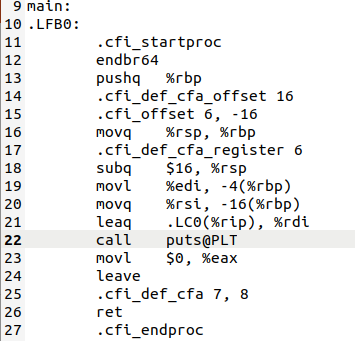 9 main:
10 .LFB0:
11 .cfi_startproc
12 endbr64
13 pushq %rbp
14 .cfi_def_cfa_offset 16
15 .cfi_offset 6, -16
16 movq %rsp, %rbp
17 .cfi_def_cfa_register 6
18 subq $16, %rsp
19 movl %edi, -4(%rbp)
20 movq %rsi, -16(%rbp)
21 leaq .LC0(%rip), %rdi
22 call puts@PLT
23 movl $0, %eax
24 leave
25 .cfi_def_cfa 7, 8
26 ret
27 .cfi_endproc